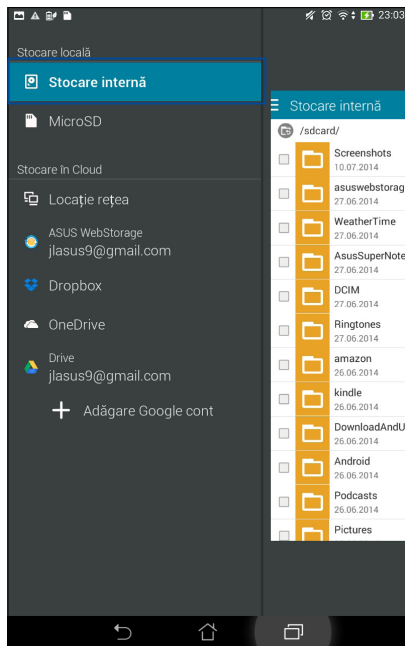 23:03
Stocare locală
Stocare internă
MicroSD
Stocare în Cloud
Locație rețea
ASUS WebStorage
jlasus9@gmail.com
Dropbox
OneDrive
Drive
jlasus9@gmail.com
Adăgare Google cont
Stocare internă
/sdcard/
Screenshots
10.07.2014
asuswebstorag
27.06.2014
WeatherTime
27.06.2014
AsusSuperNote
27.06.2014
DCIM
27.06.2014
Ringtones
27.06.2014
amazon
26.06.2014
kindle
26.06.2014
DownloadAndU
26.06.2014
Android
26.06.2014
Podcasts
26.06.2014
Pictures